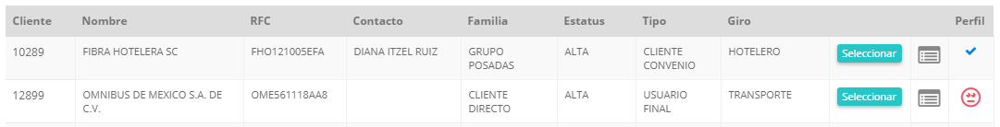 Cliente Nombre RFC Contacto Familia Estatus Tipo Giro Perfil
10289 FIBRA HOTELERA SC FHO121005EFA DIANA ITZEL RUIZ GRUPO ALTA CLIENTE HOTELERO Seleccionar
POSADAS CONVENIO
12899 OMNIBUS DE MEXICO S.A. DE OME561118AA8 CLIENTE ALTA USUARIO TRANSPORTE Seleccionar
C.V. DIRECTO FINAL